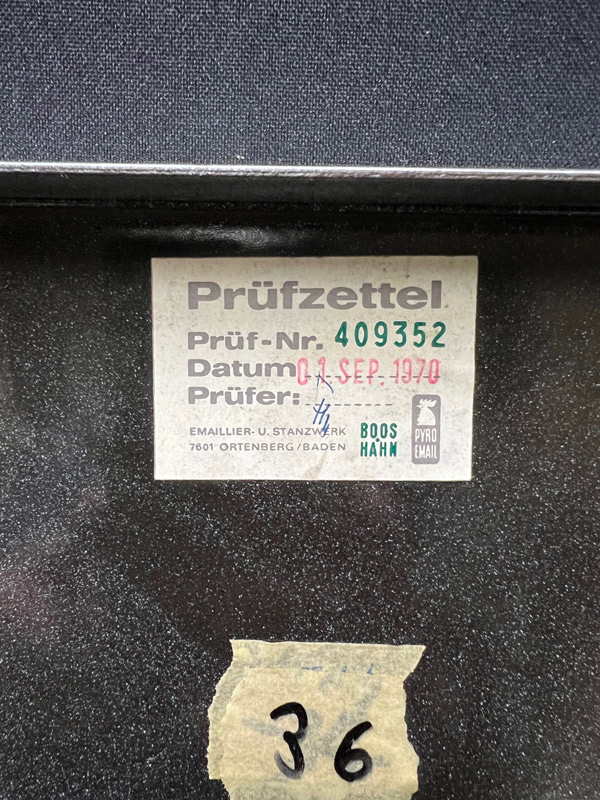 Prüfzettel
Prüf-Nr. 409352
Datum 01 SEP. 1970
Prüfer:
EMAILLIER- U. STANZWERK
7601 ORTENBERG/BADEN
BOOS
HAHN
PYRO
EMAIL
36